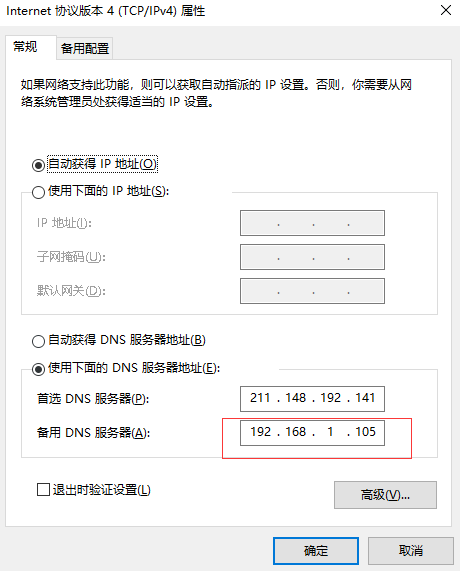 Internet 协议版本 4 (TCP/IPv4) 属性
常规 备用配置
如果网络支持此功能，则可以获取自动指派的 IP 设置。否则，你需要从网
络系统管理员处获得适当的 IP 设置。
自动获得 IP 地址(O)
使用下面的 IP 地址(S):
IP 地址(I): . . .
子网掩码(U): . . .
默认网关(D): . . .
自动获得 DNS 服务器地址(B)
使用下面的 DNS 服务器地址(E):
首选 DNS 服务器(P): 211 . 148 . 192 . 141
备用 DNS 服务器(A): 192 . 168 . 1 . 105
退出时验证设置(L)
高级(V)...
确定 取消